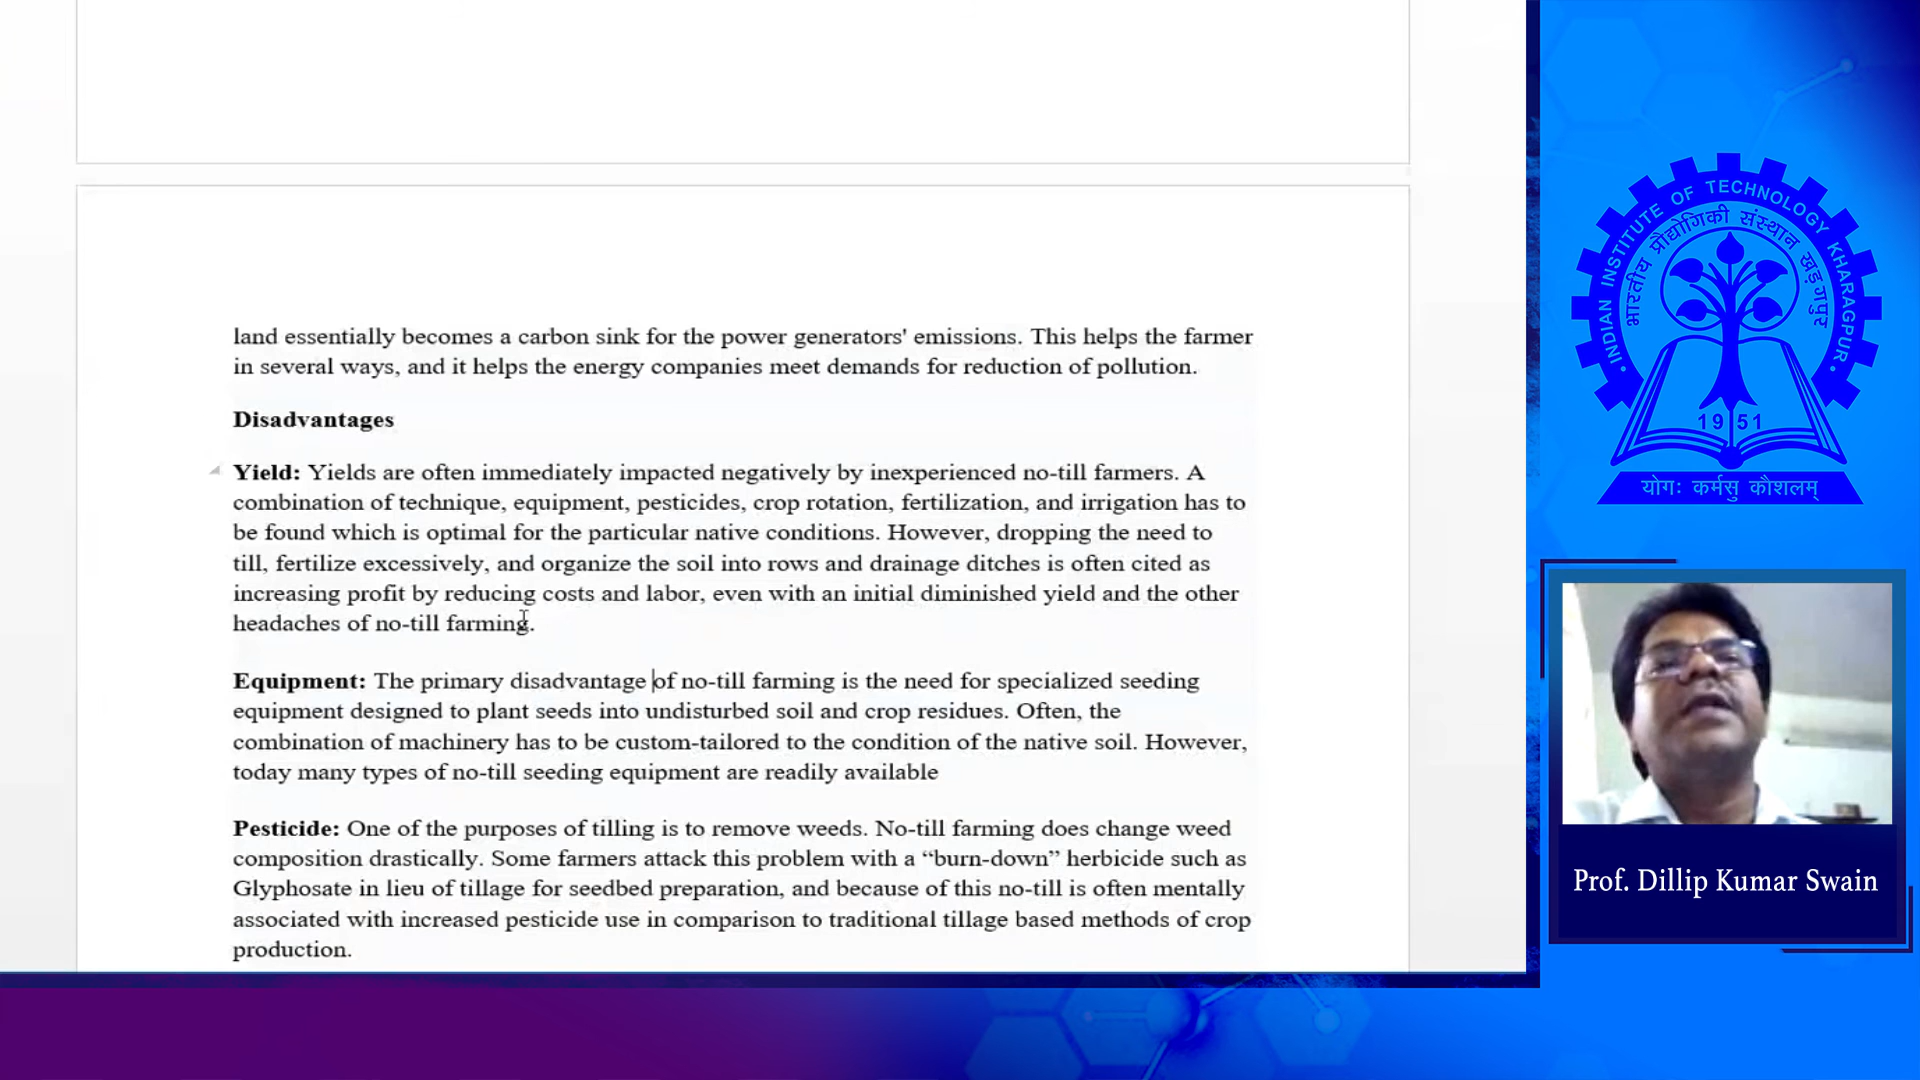 land essentially becomes a carbon sink for the power generators' emissions. This helps the farmer
in several ways, and it helps the energy companies meet demands for reduction of pollution.
Disadvantages
Yield: Yields are often immediately impacted negatively by inexperienced no-till farmers. A
combination of technique, equipment, pesticides, crop rotation, fertilization, and irrigation has to
be found which is optimal for the particular native conditions. However, dropping the need to
till, fertilize excessively, and organize the soil into rows and drainage ditches is often cited as
increasing profit by reducing costs and labor, even with an initial diminished yield and the other
headaches of no-till farming.
Equipment: The primary disadvantage of no-till farming is the need for specialized seeding
equipment designed to plant seeds into undisturbed soil and crop residues. Often, the
combination of machinery has to be custom-tailored to the condition of the native soil. However,
today many types of no-till seeding equipment are readily available
Pesticide: One of the purposes of tilling is to remove weeds. No-till farming does change weed
composition drastically. Some farmers attack this problem with a “burn-down” herbicide such as
Glyphosate in lieu of tillage for seedbed preparation, and because of this no-till is often mentally
associated with increased pesticide use in comparison to traditional tillage based methods of crop
production.
INDIAN INSTITUTE OF TECHNOLOGY KHARAGPUR
भारतीय प्रौद्योगिकी संस्थान खड़गपुर
1951
योगः कर्मसु कौशलम्
Prof. Dillip Kumar Swain